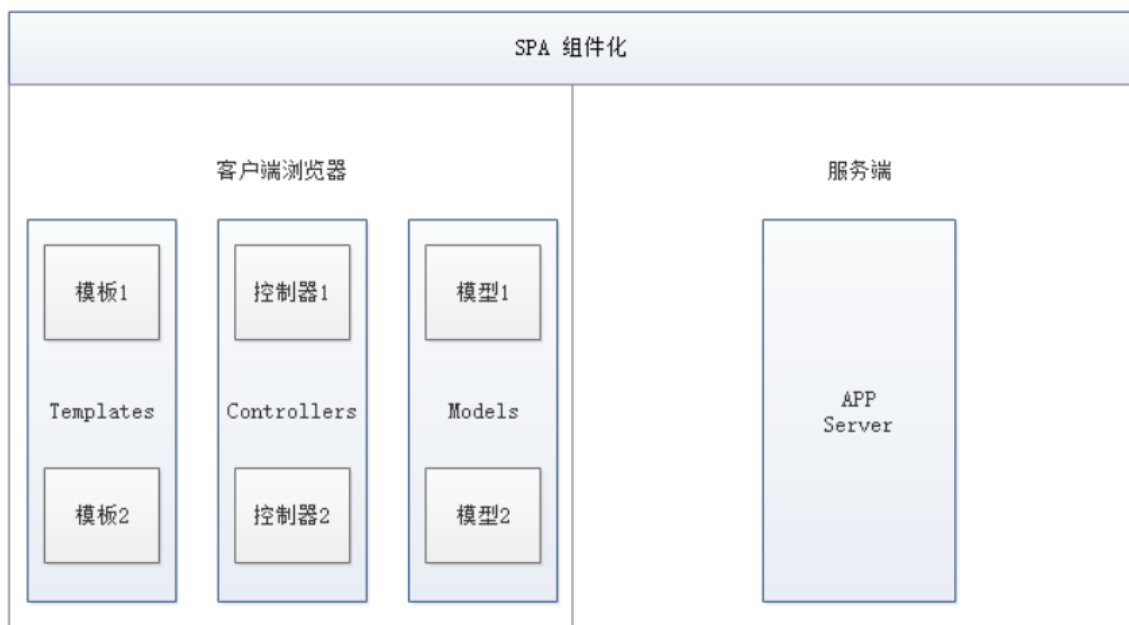 SPA 组件化
客户端浏览器
服务端
模板1
控制器1
模型1
Templates
Controllers
Models
APP
Server
模板2
控制器2
模型2